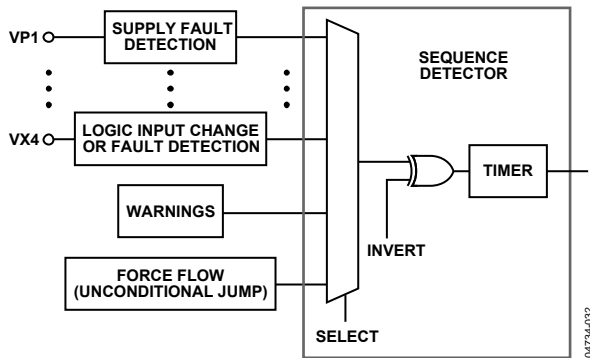 VP1
SUPPLY FAULT
DETECTION
SEQUENCE
DETECTOR
VX4
LOGIC INPUT CHANGE
OR FAULT DETECTION
TIMER
WARNINGS
INVERT
FORCE FLOW
(UNCONDITIONAL JUMP)
SELECT
04734-032